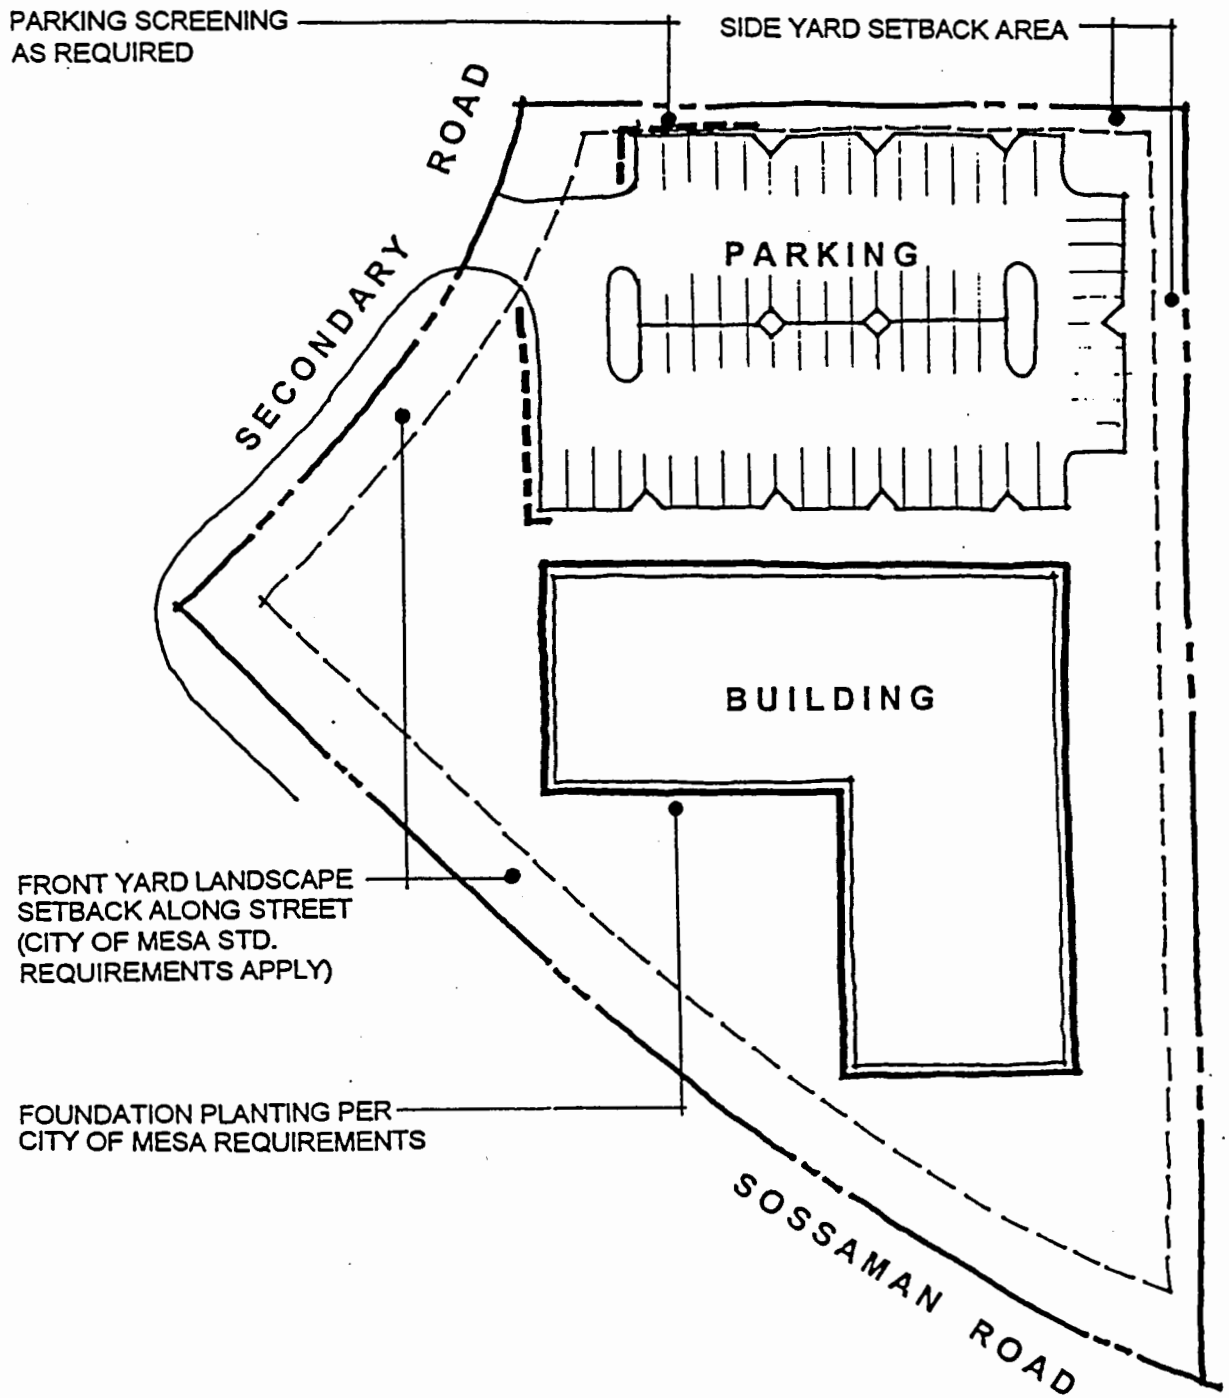 PARKING SCREENING
AS REQUIRED
SIDE YARD SETBACK AREA
SECONDARY ROAD
PARKING
BUILDING
FRONT YARD LANDSCAPE
SETBACK ALONG STREET
(CITY OF MESA STD.
REQUIREMENTS APPLY)
FOUNDATION PLANTING PER
CITY OF MESA REQUIREMENTS
SOSSAMAN ROAD